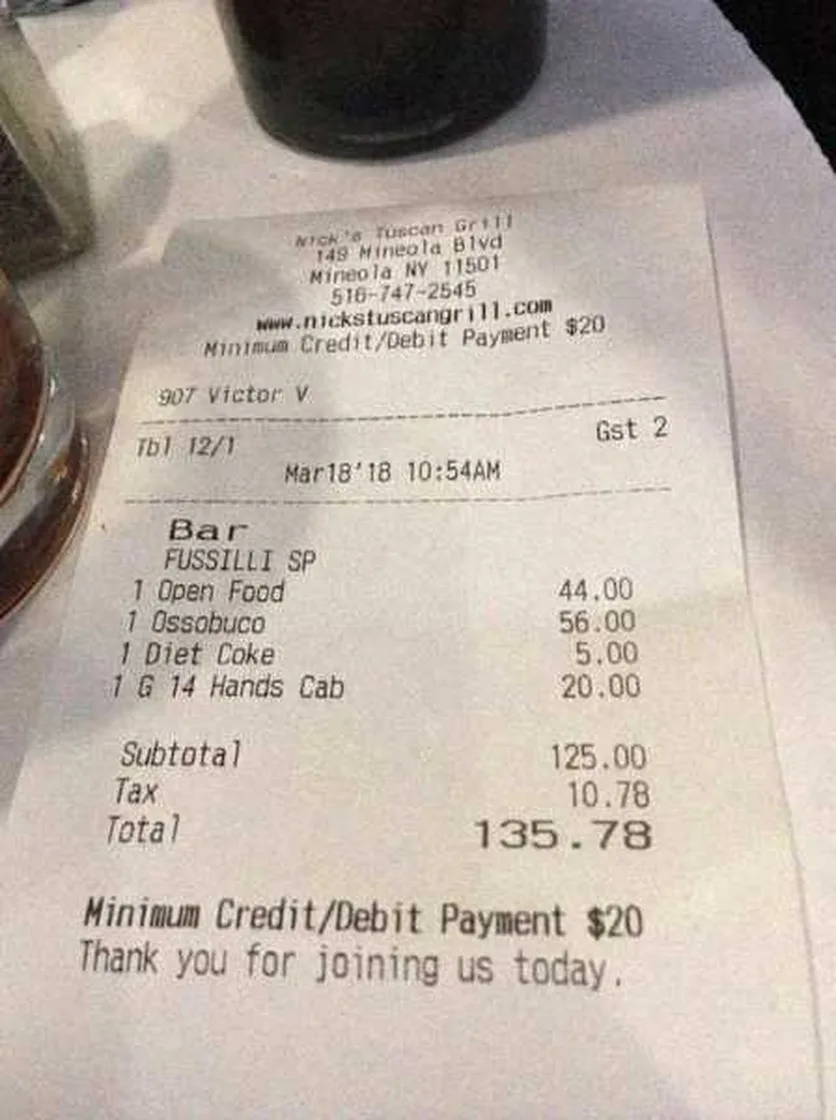 Nick's Tuscan Grill
149 Mineola Blvd
Mineola NY 11501
516-747-2545
www.nickstuscangrill.com
Minimum Credit/Debit Payment $20
907 Victor V
Tbl 12/1 Gst 2
Mar18'18 10:54AM
Bar
FUSSILLI SP
1 Open Food 44.00
1 Ossobuco 56.00
1 Diet Coke 5.00
1 G 14 Hands Cab 20.00
Subtotal 125.00
Tax 10.78
Total 135.78
Minimum Credit/Debit Payment $20
Thank you for joining us today.